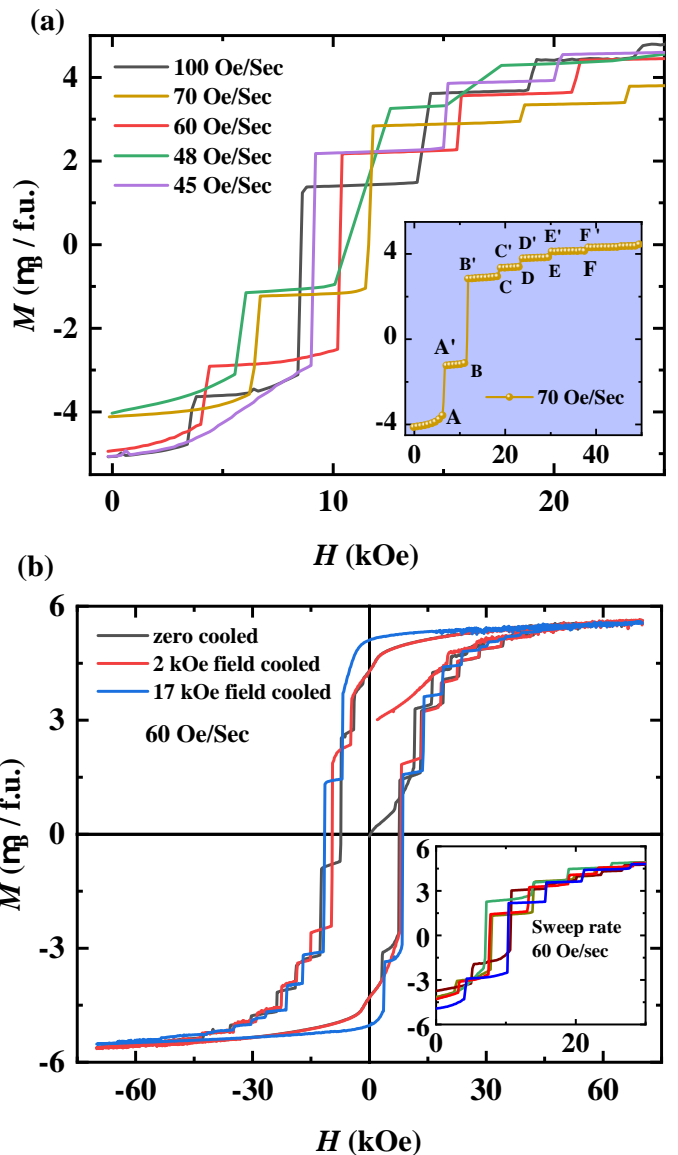 (a)
100 Oe/Sec
70 Oe/Sec
60 Oe/Sec
48 Oe/Sec
45 Oe/Sec
M (m_B / f.u.)
4
2
0
-2
-4
0
10
20
H (kOe)
4
0
-4
0
20
40
A
A'
B
B'
C
C'
D
D'
E
E'
F
F'
70 Oe/Sec
(b)
zero cooled
2 kOe field cooled
17 kOe field cooled
60 Oe/Sec
M (m_B / f.u.)
6
3
0
-3
-6
-60
-30
0
30
60
H (kOe)
6
3
0
-3
-6
0
20
Sweep rate
60 Oe/sec